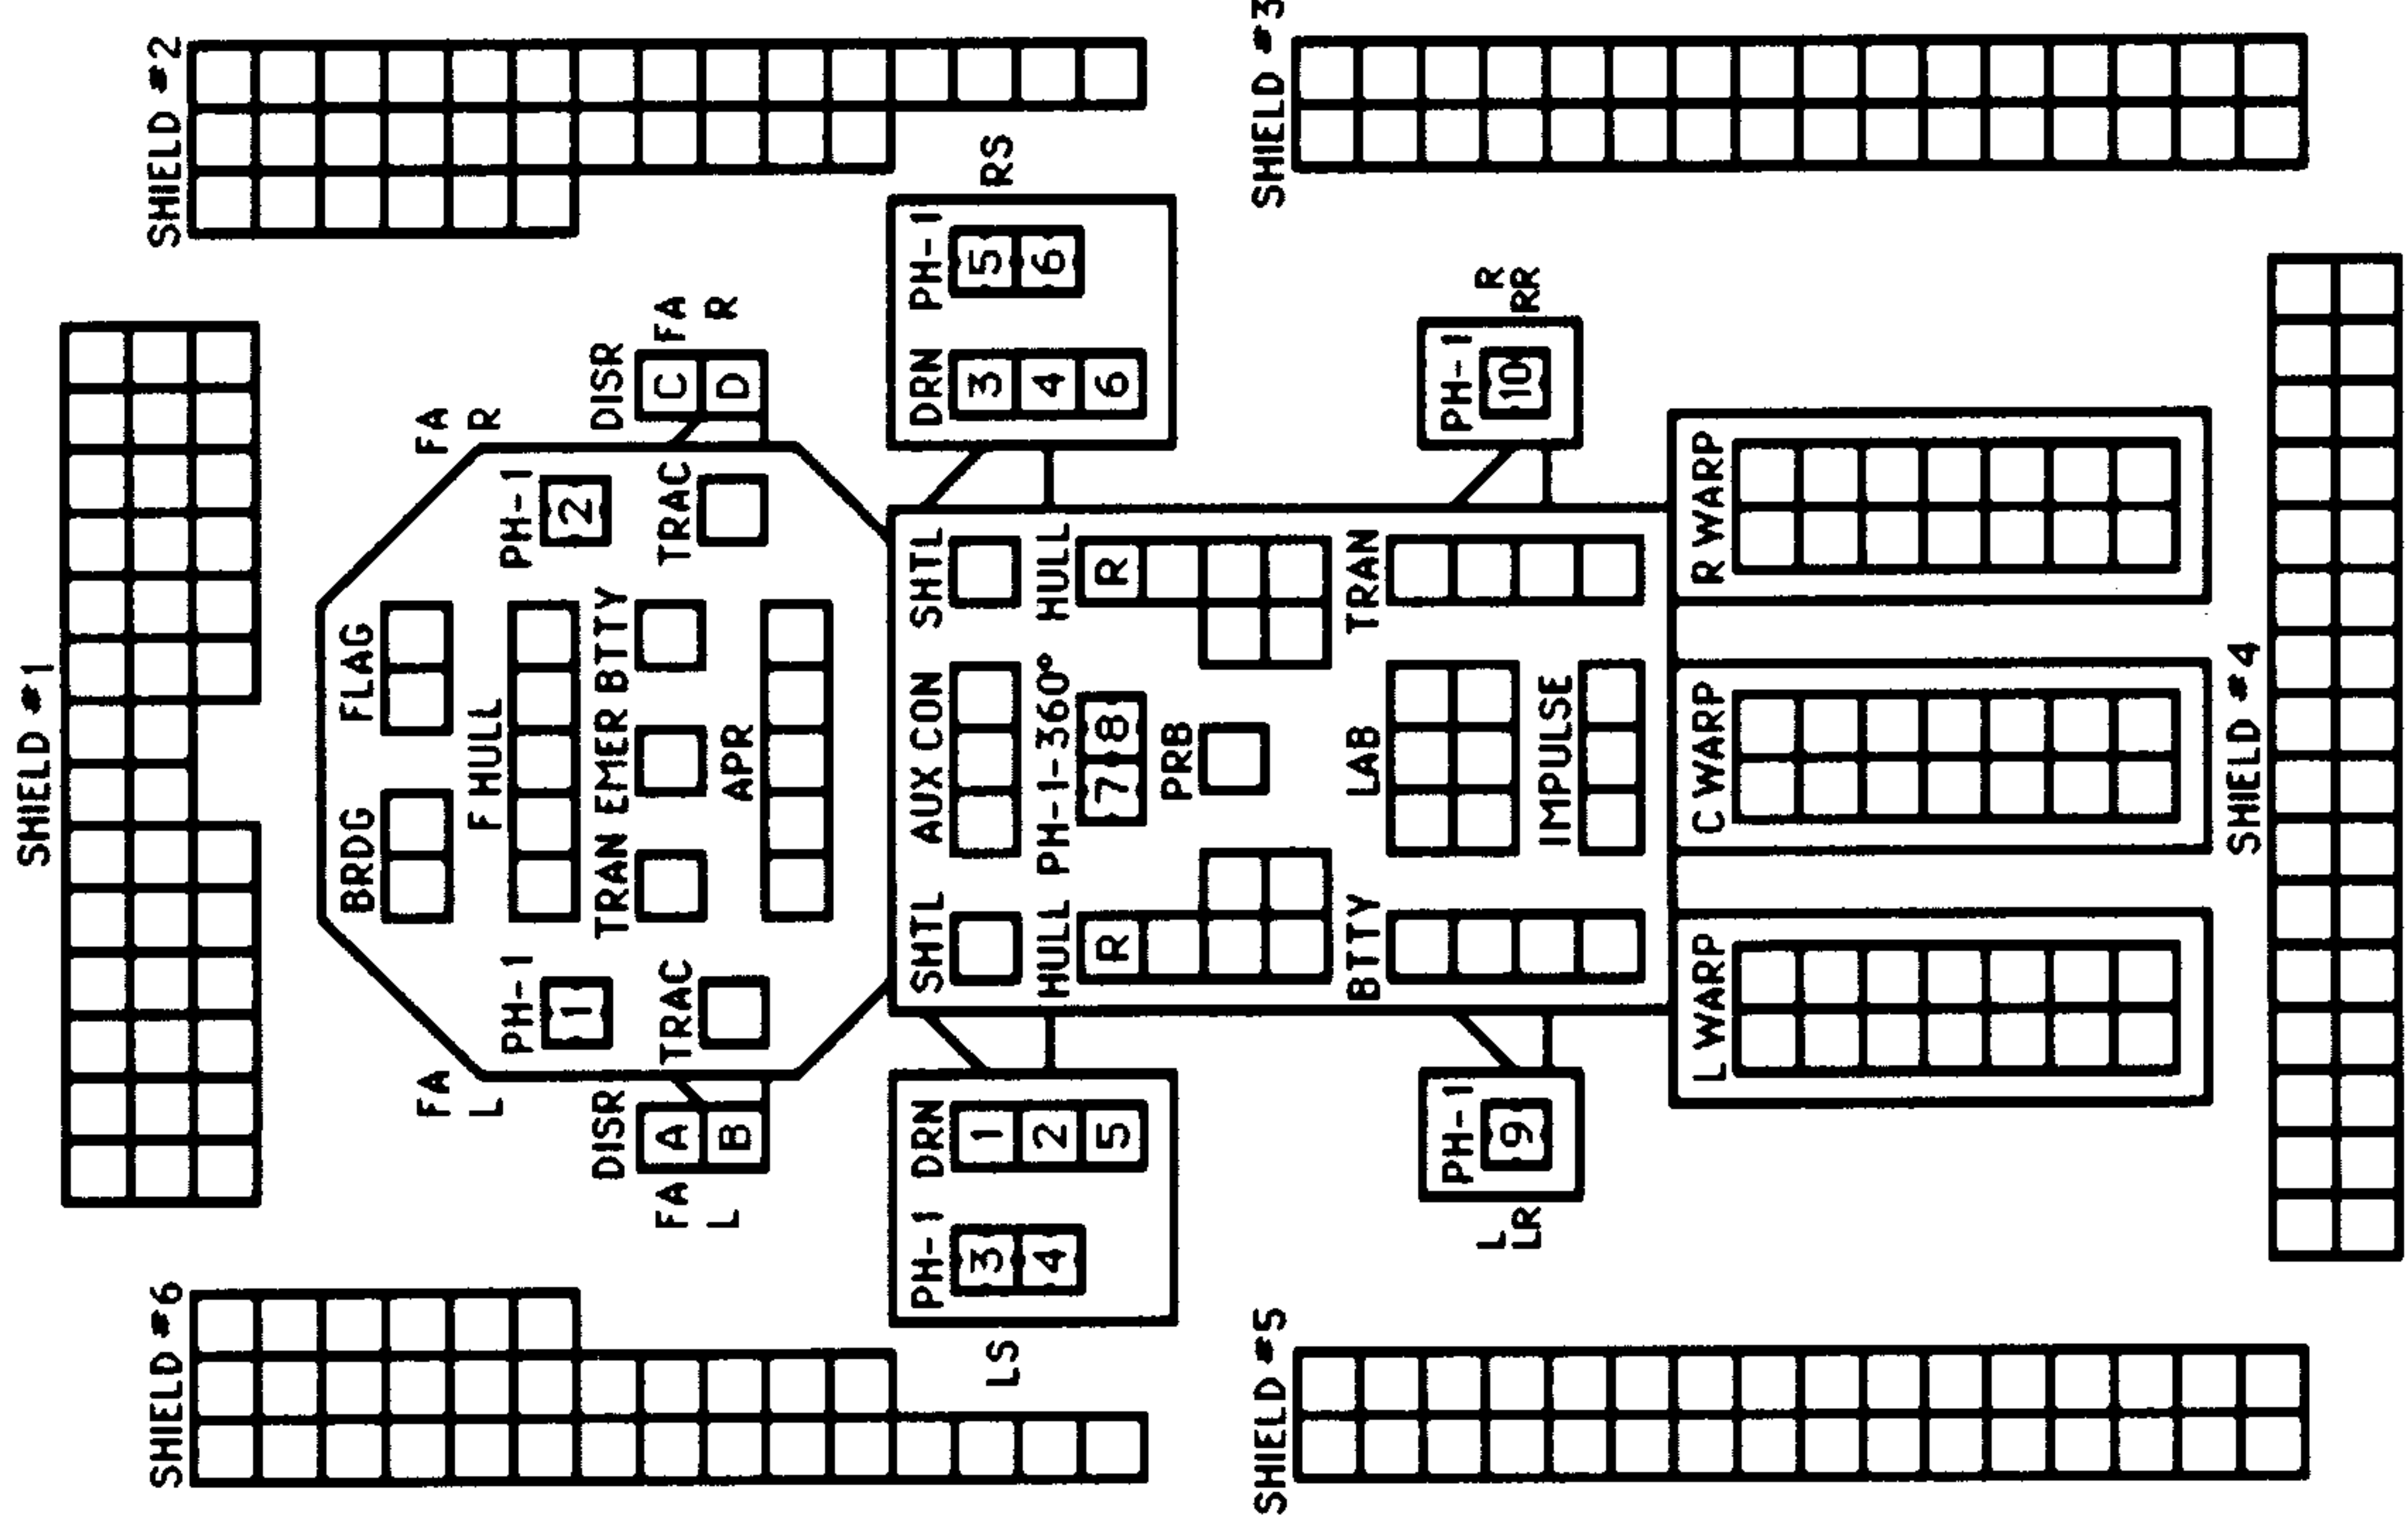 SHIELD #1
SHIELD #6
SHIELD #2
BRDG
FLAG
FA
L
FA
R
F HULL
PH-1
1
PH-1
2
TRAN
EMER
BTTY
DISR
A
B
FA
L
TRAC
TRAC
DISR
C
D
FA
R
APR
PH-1
3
4
DRN
1
2
5
LS
SHTL
AUX CON
SHTL
DRN
3
4
6
PH-1
5
6
RS
HULL
R
PH-1-360°
7 8
HULL
R
PRB
SHIELD #5
SHIELD #3
BTTY
LAB
TRAN
PH-1
9
L
LR
PH-1
10
R
RR
IMPULSE
L WARP
C WARP
R WARP
SHIELD #4